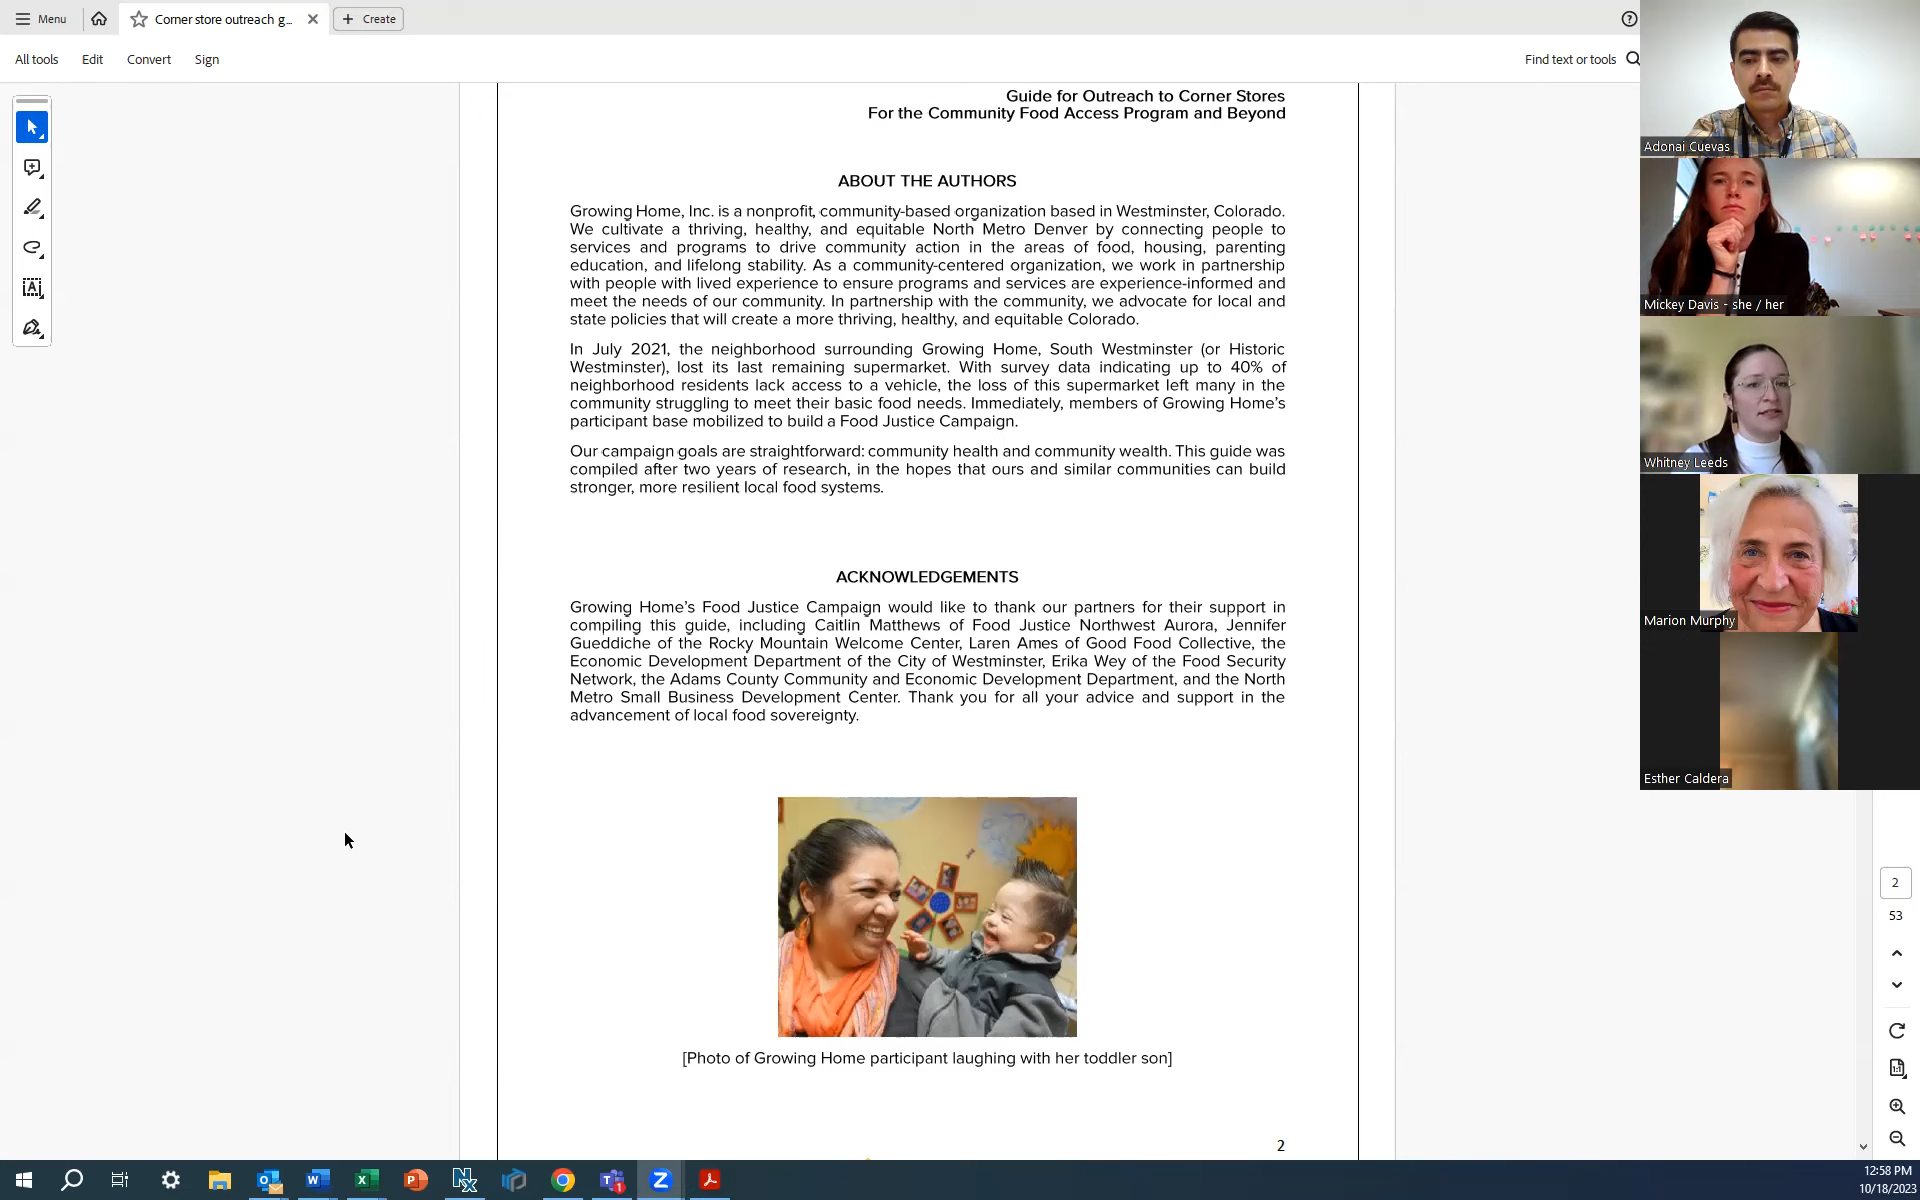 Menu
Corner store outreach g...
Create
All tools
Edit
Convert
Sign
Find text or tools
Guide for Outreach to Corner Stores
For the Community Food Access Program and Beyond
ABOUT THE AUTHORS
Growing Home, Inc. is a nonprofit, community-based organization based in Westminster, Colorado.
We cultivate a thriving, healthy, and equitable North Metro Denver by connecting people to
services and programs to drive community action in the areas of food, housing, parenting
education, and lifelong stability. As a community-centered organization, we work in partnership
with people with lived experience to ensure programs and services are experience-informed and
meet the needs of our community. In partnership with the community, we advocate for local and
state policies that will create a more thriving, healthy, and equitable Colorado.
In July 2021, the neighborhood surrounding Growing Home, South Westminster (or Historic
Westminster), lost its last remaining supermarket. With survey data indicating up to 40% of
neighborhood residents lack access to a vehicle, the loss of this supermarket left many in the
community struggling to meet their basic food needs. Immediately, members of Growing Home's
participant base mobilized to build a Food Justice Campaign.
Our campaign goals are straightforward: community health and community wealth. This guide was
compiled after two years of research, in the hopes that ours and similar communities can build
stronger, more resilient local food systems.
ACKNOWLEDGEMENTS
Growing Home's Food Justice Campaign would like to thank our partners for their support in
compiling this guide, including Caitlin Matthews of Food Justice Northwest Aurora, Jennifer
Gueddiche of the Rocky Mountain Welcome Center, Laren Ames of Good Food Collective, the
Economic Development Department of the City of Westminster, Erika Wey of the Food Security
Network, the Adams County Community and Economic Development Department, and the North
Metro Small Business Development Center. Thank you for all your advice and support in the
advancement of local food sovereignty.
[Photo of Growing Home participant laughing with her toddler son]
2
Adonai Cuevas
Mickey Davis - she / her
Whitney Leeds
Marion Murphy
Esther Caldera
2
53
12:58 PM
10/18/2023